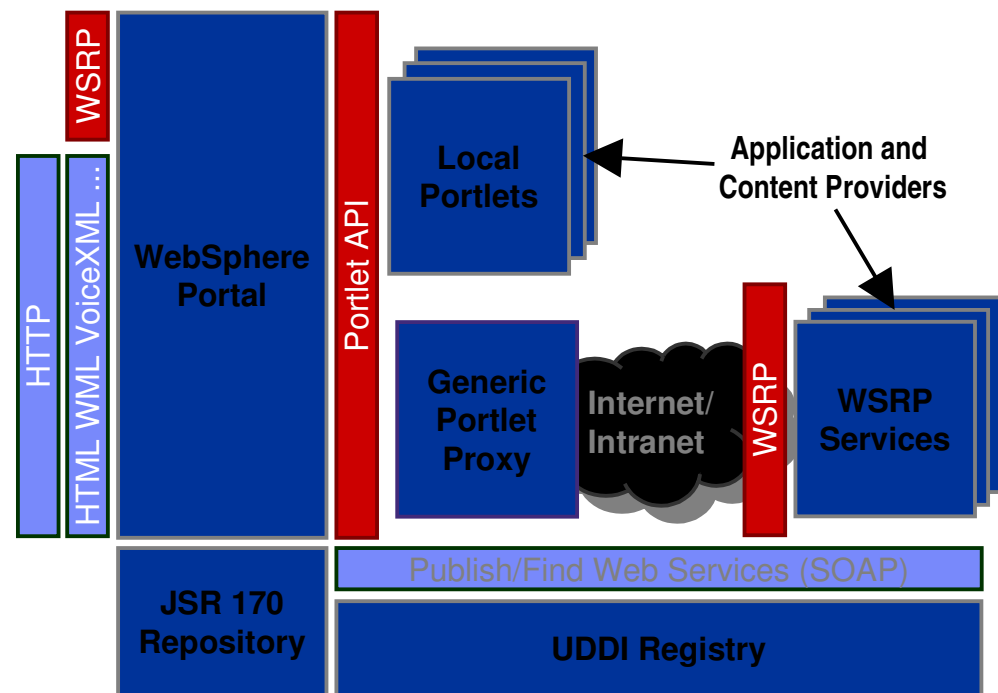 WSRP
HTTP
HTML WML VoiceXML ...
WebSphere
Portal
Portlet API
Local
Portlets
Application and
Content Providers
Generic
Portlet
Proxy
Internet/
Intranet
WSRP
WSRP
Services
Publish/Find Web Services (SOAP)
JSR 170
Repository
UDDI Registry